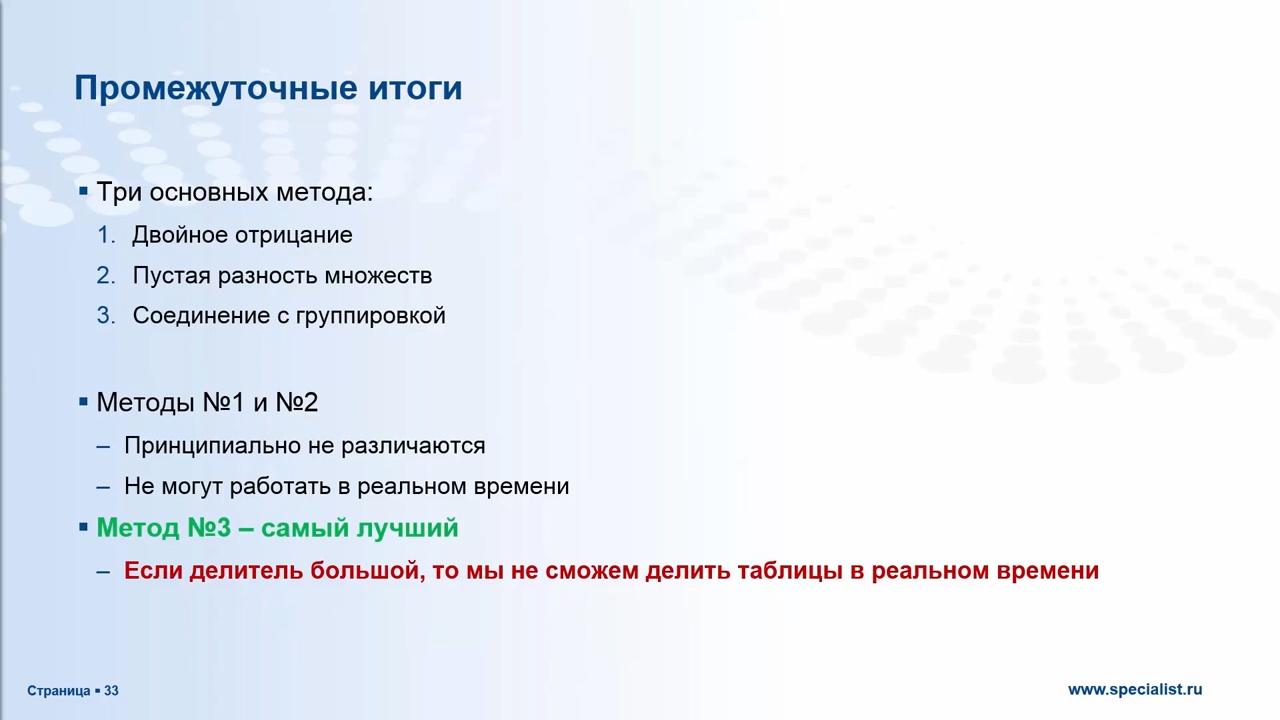 Промежуточные итоги
▪ Три основных метода:
1. Двойное отрицание
2. Пустая разность множеств
3. Соединение с группировкой
▪ Методы №1 и №2
– Принципиально не различаются
– Не могут работать в реальном времени
▪ Метод №3 – самый лучший
– Если делитель большой, то мы не сможем делить таблицы в реальном времени
Страница ▪ 33
www.specialist.ru